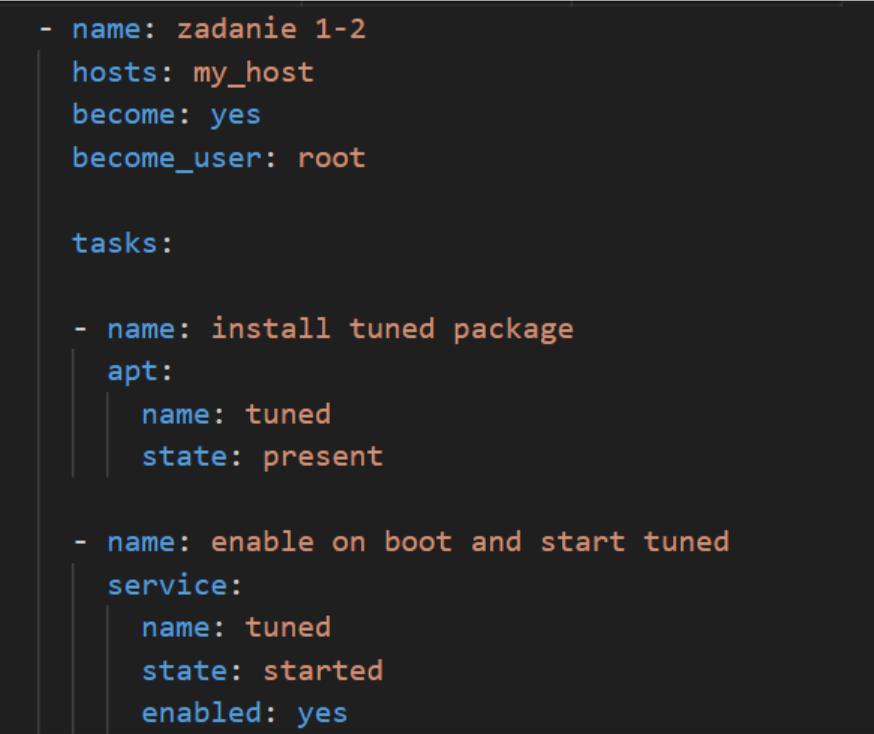 - name: zadanie 1-2
hosts: my_host
become: yes
become_user: root
tasks:
- name: install tuned package
apt:
name: tuned
state: present
- name: enable on boot and start tuned
service:
name: tuned
state: started
enabled: yes